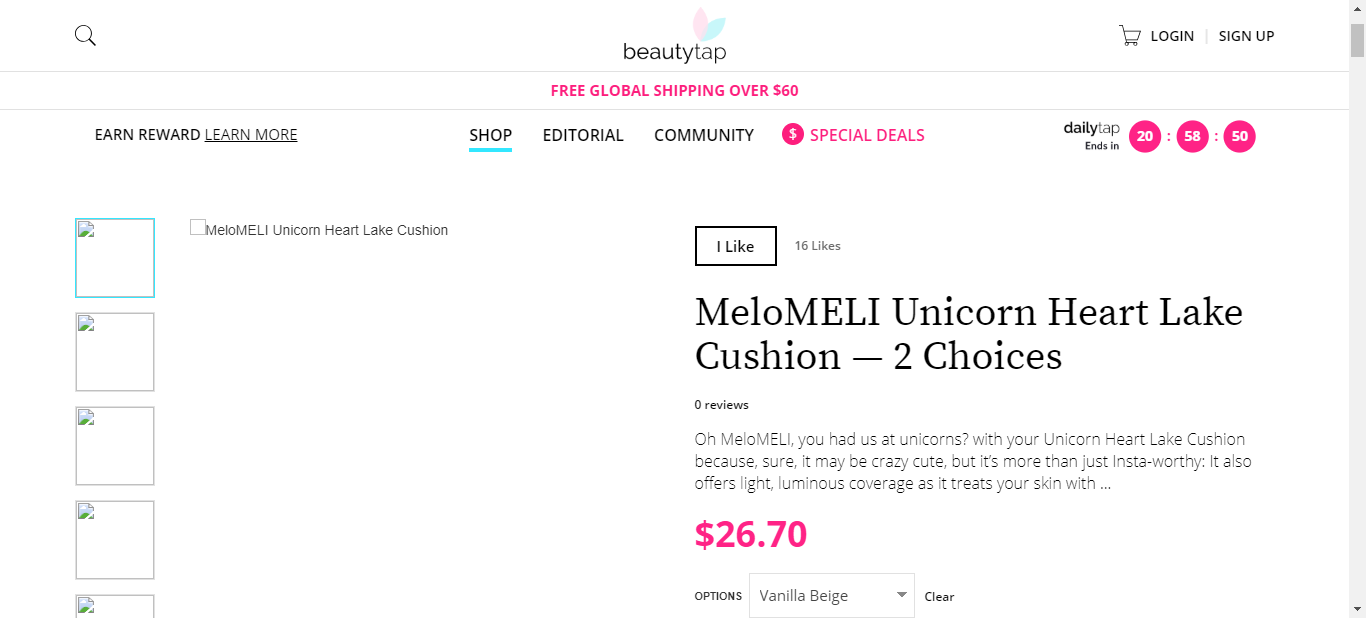 beautytap
LOGIN | SIGN UP
FREE GLOBAL SHIPPING OVER $60
EARN REWARD LEARN MORE
SHOP
EDITORIAL
COMMUNITY
$ SPECIAL DEALS
dailytap
Ends in
20 : 58 : 50
MeloMELI Unicorn Heart Lake Cushion
I Like
16 Likes
MeloMELI Unicorn Heart Lake
Cushion — 2 Choices
0 reviews
Oh MeloMELI, you had us at unicorns? with your Unicorn Heart Lake Cushion
because, sure, it may be crazy cute, but it’s more than just Insta-worthy: It also
offers light, luminous coverage as it treats your skin with ...
$26.70
OPTIONS
Vanilla Beige
Clear